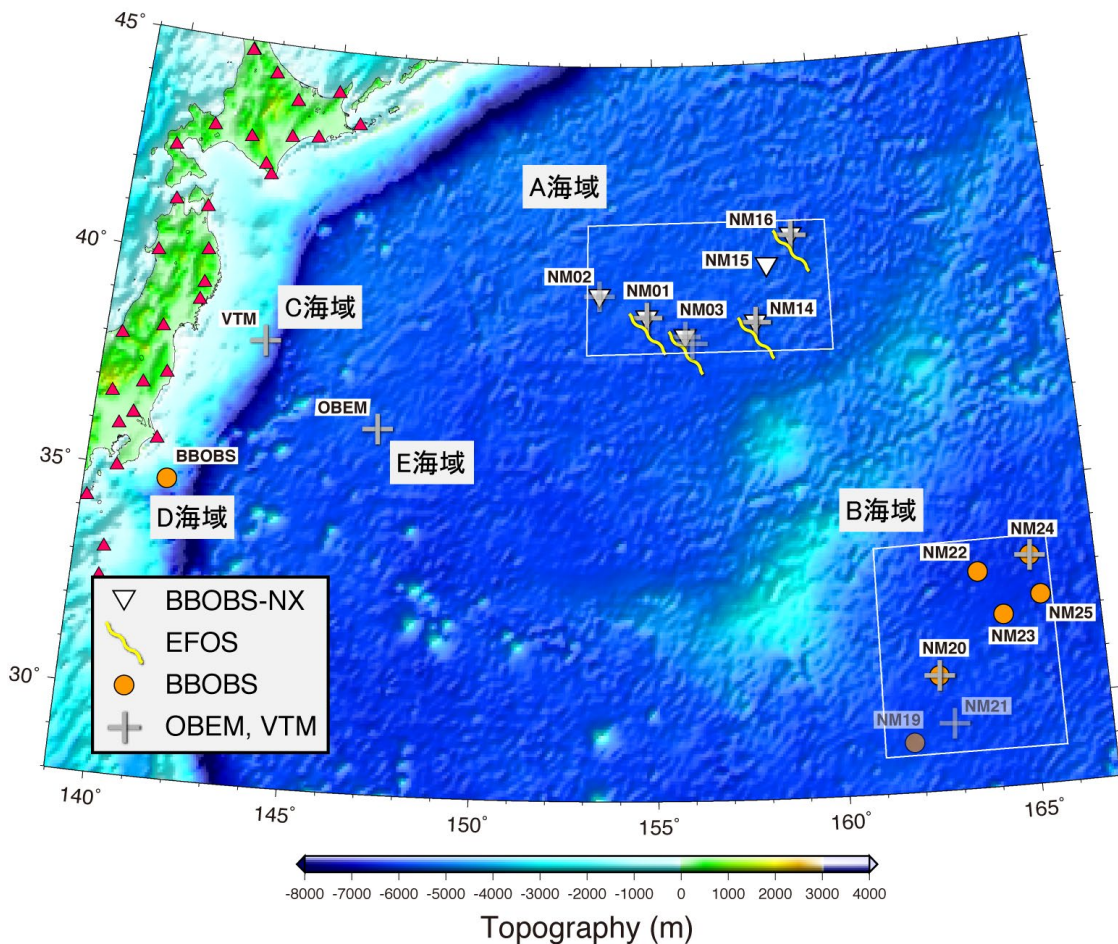 45°
A海域
NM16
40°
NM15
NM02
NM01
NM03
NM14
C海域
VTM
OBEM
E海域
35°
BBOBS
D海域
B海域
NM24
NM22
NM25
NM23
BBOBS-NX
EFOS
BBOBS
OBEM, VTM
NM20
30°
NM21
NM19
140°
145°
150°
155°
160°
165°
-8000 -7000 -6000 -5000 -4000 -3000 -2000 -1000 0 1000 2000 3000 4000
Topography (m)